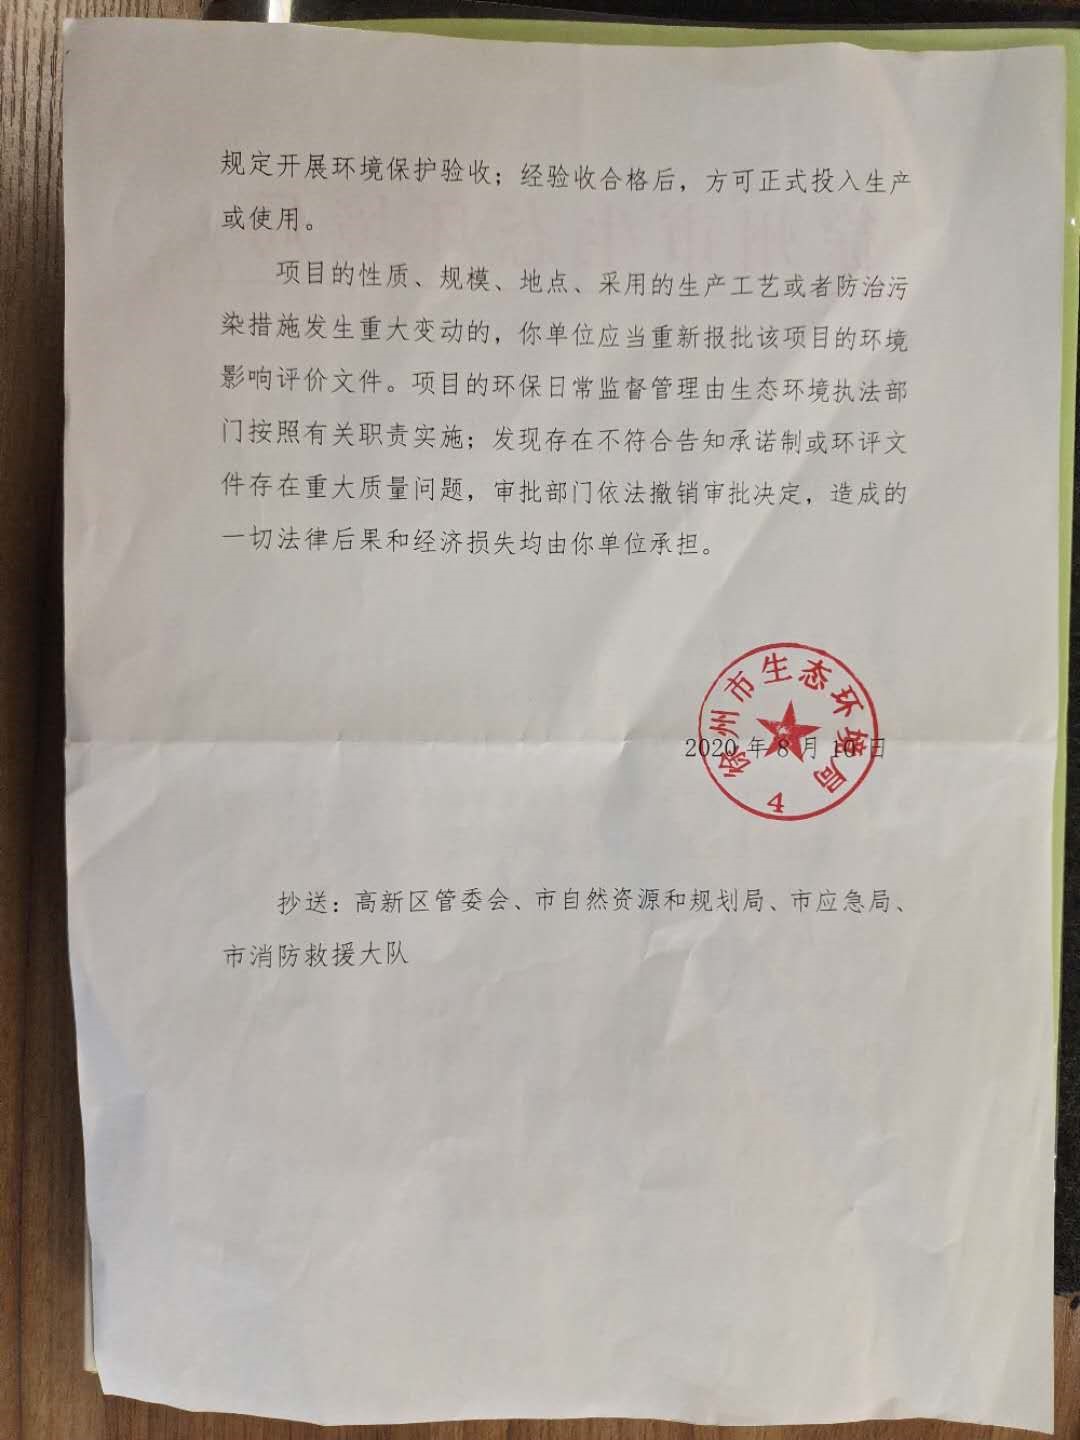 规定开展环境保护验收；经验收合格后，方可正式投入生产
或使用。
项目的性质、规模、地点、采用的生产工艺或者防治污
染措施发生重大变动的，你单位应当重新报批该项目的环境
影响评价文件。项目的环保日常监督管理由生态环境执法部
门按照有关职责实施；发现存在不符合告知承诺制或环评文
件存在重大质量问题，审批部门依法撤销审批决定，造成的
一切法律后果和经济损失均由你单位承担。
徐州市生态环境局
2020 年 8 月 10 日
4
抄送：高新区管委会、市自然资源和规划局、市应急局、
市消防救援大队